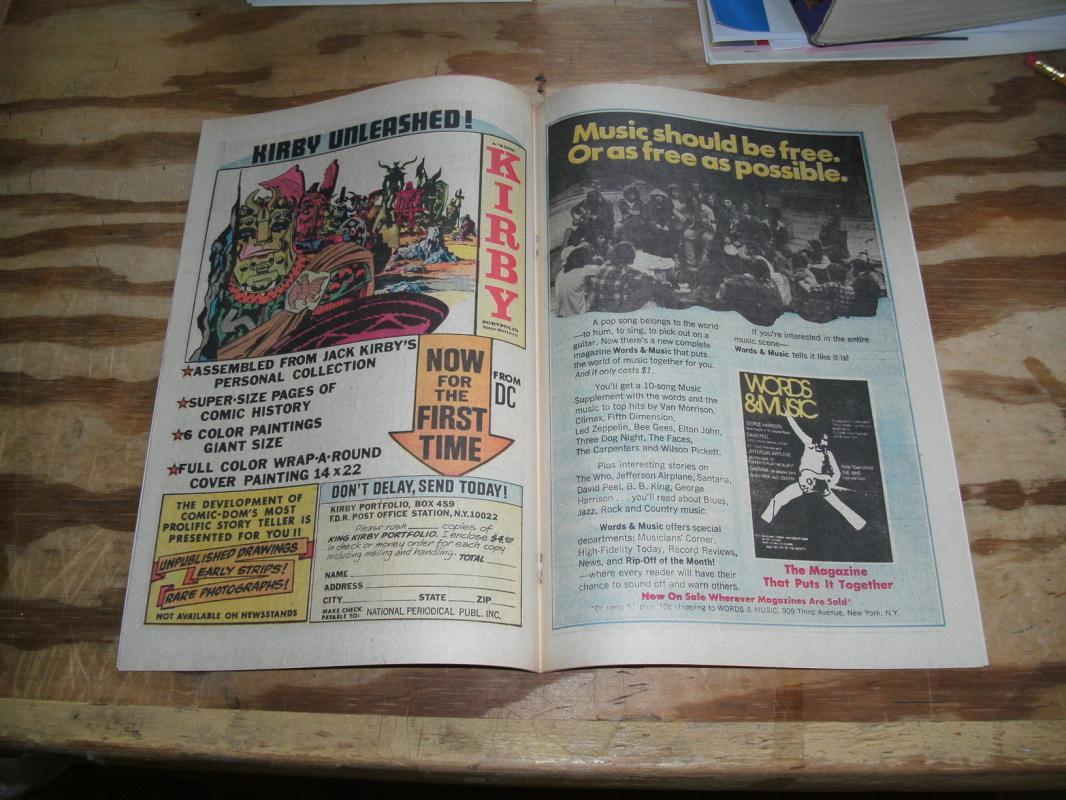 KIRBY UNLEASHED!
A "KING"
KIRBY
PORTFOLIO
★ASSEMBLED FROM JACK KIRBY'S
PERSONAL COLLECTION
★SUPER-SIZE PAGES OF
COMIC HISTORY
★6 COLOR PAINTINGS
GIANT SIZE
★FULL COLOR WRAP-A-ROUND
COVER PAINTING 14 X 22
NOW
FOR
THE
FIRST
TIME
FROM
DC
THE DEVELOPMENT OF
COMIC-DOM'S MOST
PROLIFIC STORY TELLER IS
PRESENTED FOR YOU!!
UNPUBLISHED DRAWINGS
EARLY STRIPS!
RARE PHOTOGRAPHS!
NOT AVAILABLE ON NEWSSTANDS
DON'T DELAY, SEND TODAY!
KIRBY PORTFOLIO, BOX 459
F.D.R. POST OFFICE STATION, N.Y. 10022
Please rush ______ copies of
KING KIRBY PORTFOLIO. I enclose
in check or money order for each copy
including mailing and handling. TOTAL
NAME
ADDRESS
CITY STATE ZIP
MAKE CHECK
PAYABLE TO: NATIONAL PERIODICAL PUBL. INC.
Music should be free.
Or as free as possible.
A pop song belongs to the world
—to hum, to sing, to pick out on a
guitar. Now there's a new complete
magazine Words & Music that puts
the world of music together for you.
And it only costs $1.
You'll get a 10-song Music
Supplement with the words and the
music to top hits by Van Morrison,
Climax, Fifth Dimension,
Led Zeppelin, Bee Gees, Elton John,
Three Dog Night, The Faces,
The Carpenters and Wilson Pickett.
Plus interesting stories on
The Who, Jefferson Airplane, Santana,
David Peel, B. B. King, George
Harrison . . . you'll read about Blues,
Jazz, Rock and Country music.
Words & Music offers special
departments: Musicians' Corner,
High-Fidelity Today, Record Reviews,
News, and Rip-Off of the Month!
—where every reader will have their
chance to sound off and warn others.
If you're interested in the entire
music scene—
Words & Music tells it like it is!
WORDS
&MUSIC
GEORGE HARRISON
DAVID PEEL
JEFFERSON AIRPLANE
SANTANA
THE WHO
The Magazine
That Puts It Together
Now On Sale Wherever Magazines Are Sold*
*Or send $1 plus 10¢ shipping to WORDS & MUSIC, 909 Third Avenue, New York, N.Y.